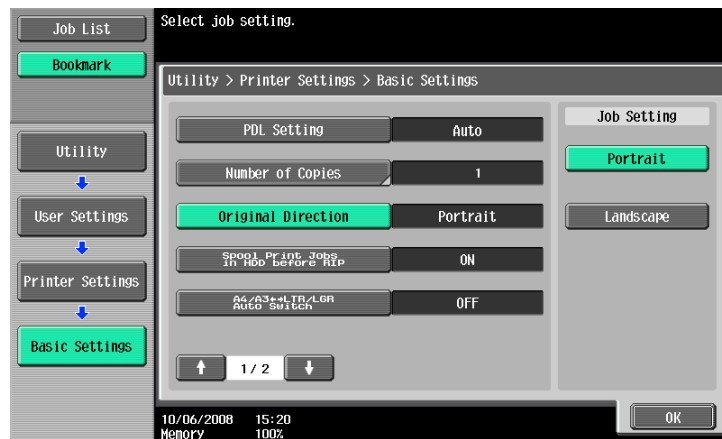 Job List
Bookmark
Select job setting.
Utility > Printer Settings > Basic Settings
Utility
User Settings
Printer Settings
Basic Settings
PDL Setting
Auto
Number of Copies
1
Original Direction
Portrait
Spool Print Jobs
in HDD before RIP
ON
A4/A3↔LTR/LGR
Auto Switch
OFF
↑ 1/ 2 ↓
Job Setting
Portrait
Landscape
10/06/2008 15:20
Memory 100%
OK